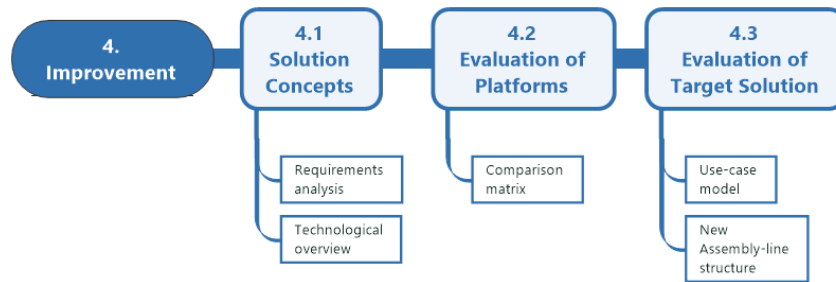 4.
Improvement
4.1
Solution
Concepts
4.2
Evaluation of
Platforms
4.3
Evaluation of
Target Solution
Requirements
analysis
Technological
overview
Comparison
matrix
Use-case
model
New
Assembly-line
structure